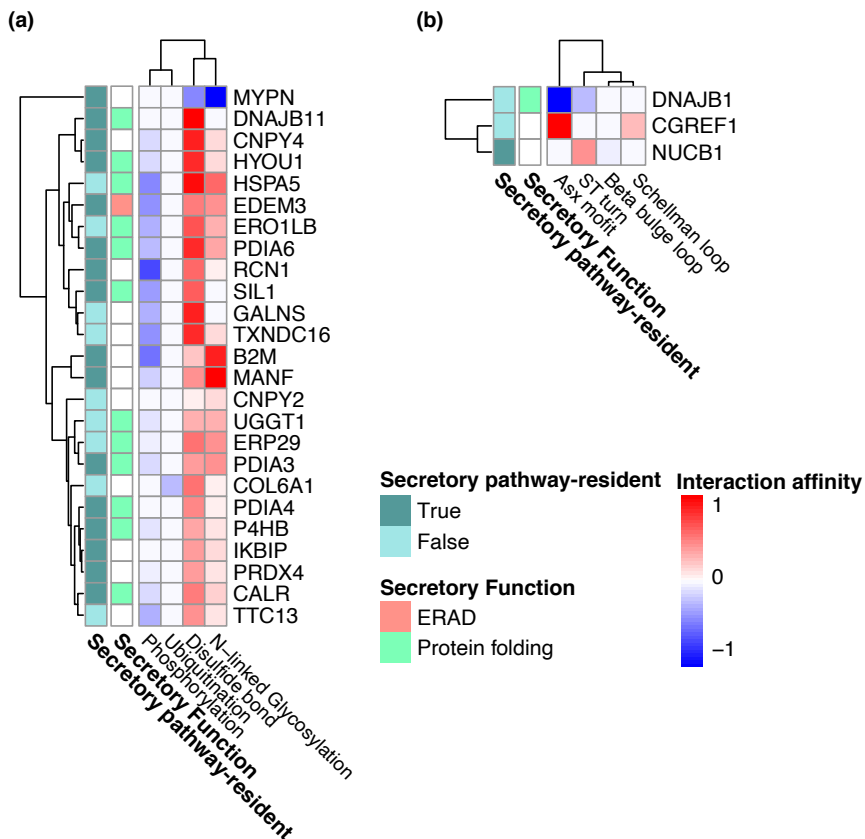 (a)
MYPN
DNAJB11
CNPY4
HYOU1
HSPA5
EDEM3
ERO1LB
PDIA6
RCN1
SIL1
GALNS
TXNDC16
B2M
MANF
CNPY2
UGGT1
ERP29
PDIA3
COL6A1
PDIA4
P4HB
IKBIP
PRDX4
CALR
TTC13
Secretory pathway-resident
Secretory Function
Phosphorylation
Ubiquitination
Disulfide bond
N-linked Glycosylation
(b)
DNAJB1
CGREF1
NUCB1
Secretory pathway-resident
Secretory Function
Asx mofit
ST turn
Beta bulge loop
Schellman loop
Secretory pathway-resident
True
False
Secretory Function
ERAD
Protein folding
Interaction affinity
1
0
−1